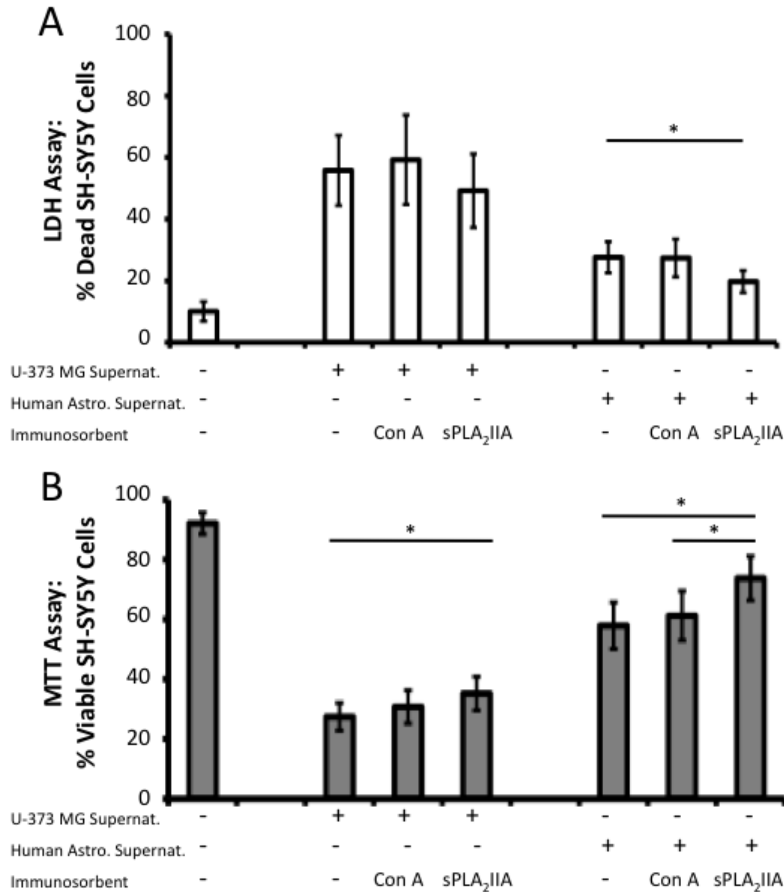 A
LDH Assay:
% Dead SH-SY5Y Cells
100
80
60
40
20
0
*
U-373 MG Supernat. - + + + - - -
Human Astro. Supernat. - - - - + + +
Immunosorbent - - Con A sPLA₂IIA - Con A sPLA₂IIA
B
MTT Assay:
% Viable SH-SY5Y Cells
100
80
60
40
20
0
*
*
*
U-373 MG Supernat. - + + + - - -
Human Astro. Supernat. - - - - + + +
Immunosorbent - - Con A sPLA₂IIA - Con A sPLA₂IIA